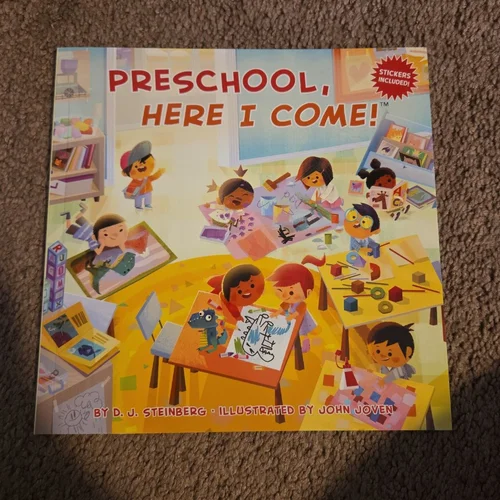 PRESCHOOL,
HERE I COME!™
STICKERS
INCLUDED!
BY D. J. STEINBERG • ILLUSTRATED BY JOHN JOVEN